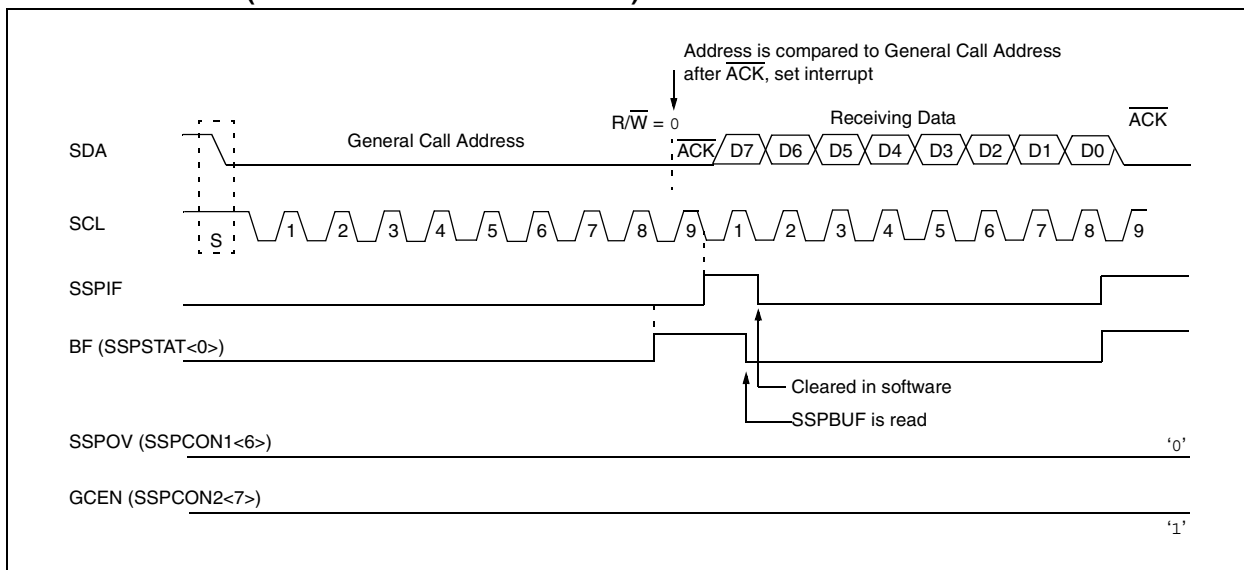 Address is compared to General Call Address
after ACK, set interrupt
R/W = 0
Receiving Data
ACK
General Call Address
SDA
ACK D7 D6 D5 D4 D3 D2 D1 D0
SCL
S
1 2 3 4 5 6 7 8 9 1 2 3 4 5 6 7 8 9
SSPIF
BF (SSPSTAT<0>)
Cleared in software
SSPBUF is read
SSPOV (SSPCON1<6>)
‘0’
GCEN (SSPCON2<7>)
‘1’